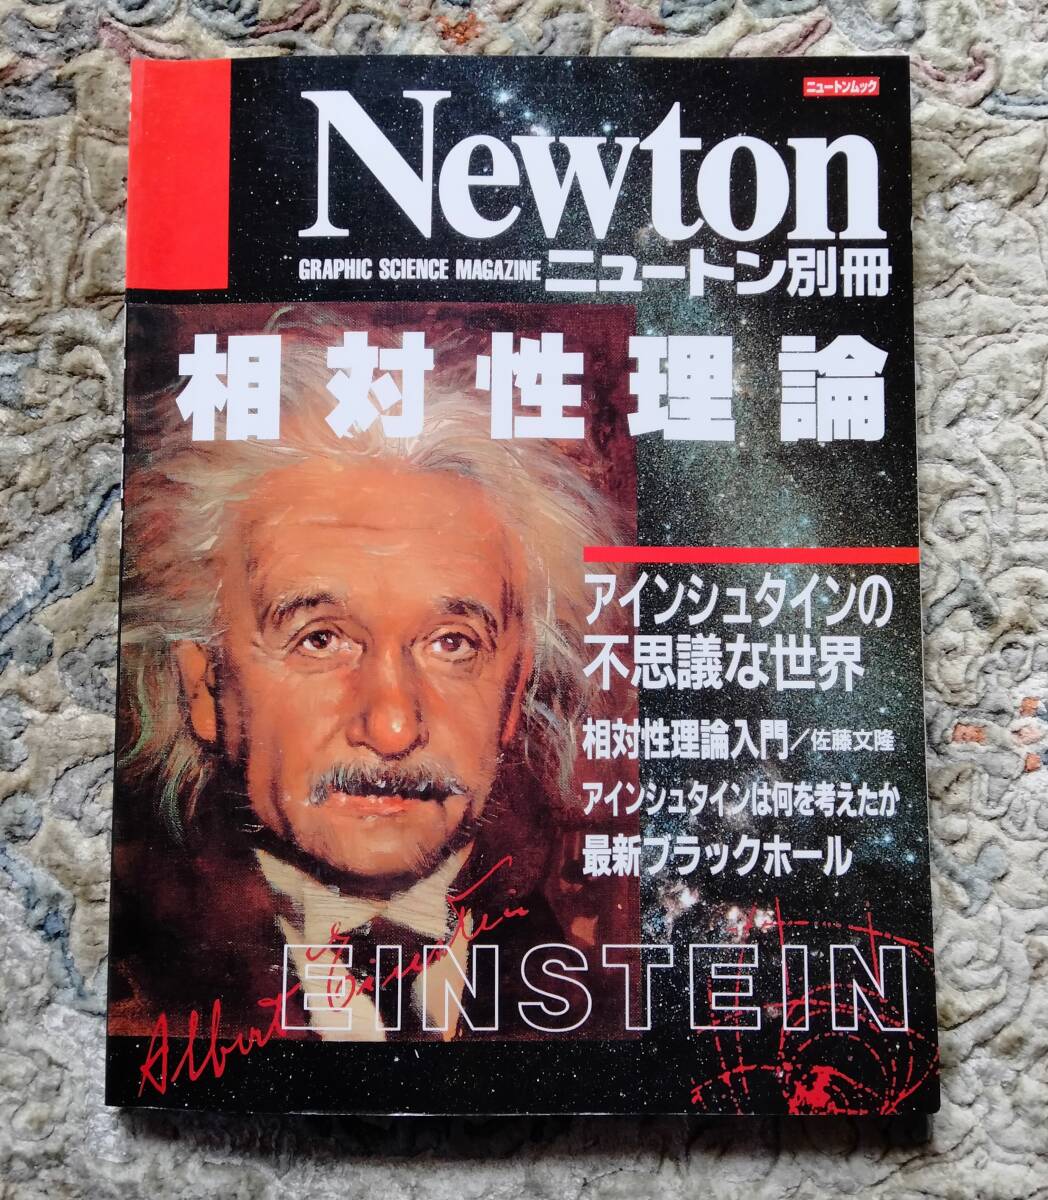 ニュートンムック
Newton
GRAPHIC SCIENCE MAGAZINE ニュートン別冊
相対性理論
アインシュタインの
不思議な世界
相対性理論入門/佐藤文隆
アインシュタインは何を考えたか
最新ブラックホール
EINSTEIN
Albert Einstein